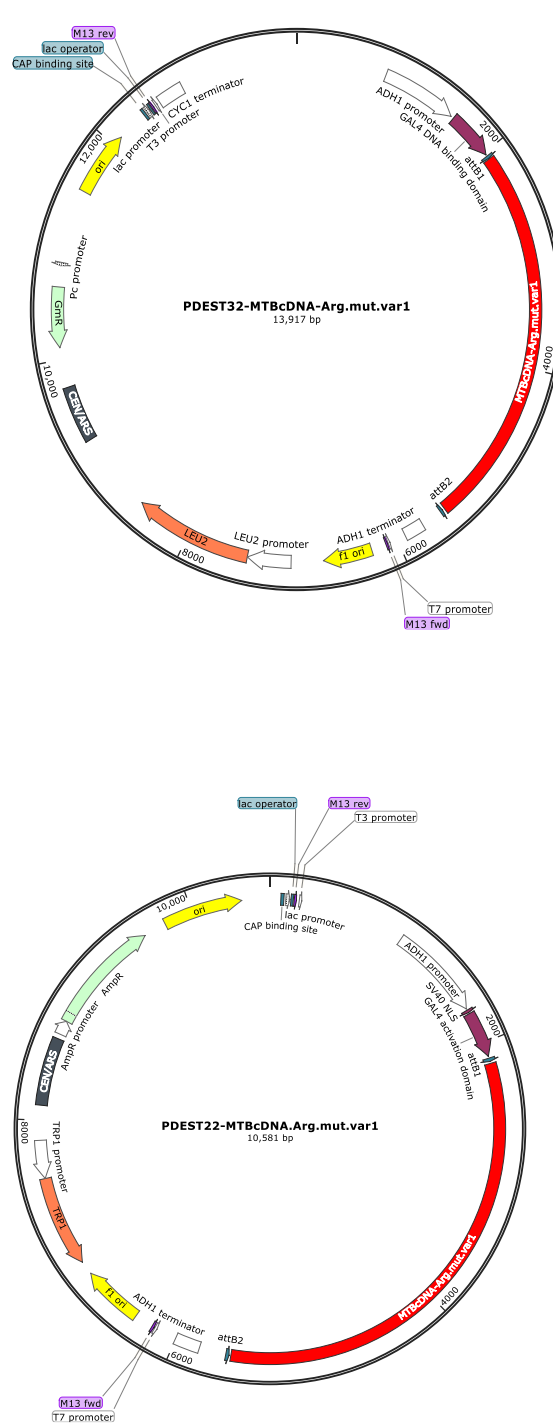 M13 rev
lac operator
CAP binding site
lac promoter
T3 promoter
CYC1 terminator
ADH1 promoter
GAL4 DNA binding domain
attB1
2000
12,000
ori
Pc promoter
GmR
PDEST32-MTBcDNA-Arg.mut.var1
13,917 bp
MTBcDNA-Arg.mut.var1
4000
10,000
CEN/ARS
attB2
LEU2
LEU2 promoter
ADH1 terminator
8000
f1 ori
6000
T7 promoter
M13 fwd
lac operator
M13 rev
T3 promoter
10,000
ori
lac promoter
CAP binding site
ADH1 promoter
SV40 NLS
GAL4 activation domain
attB1
2000
AmpR
AmpR promoter
CEN/ARS
8000
PDEST22-MTBcDNA.Arg.mut.var1
10,581 bp
TRP1 promoter
TRP1
MTBcDNA-Arg.mut.var1
4000
f1 ori
ADH1 terminator
attB2
6000
M13 fwd
T7 promoter